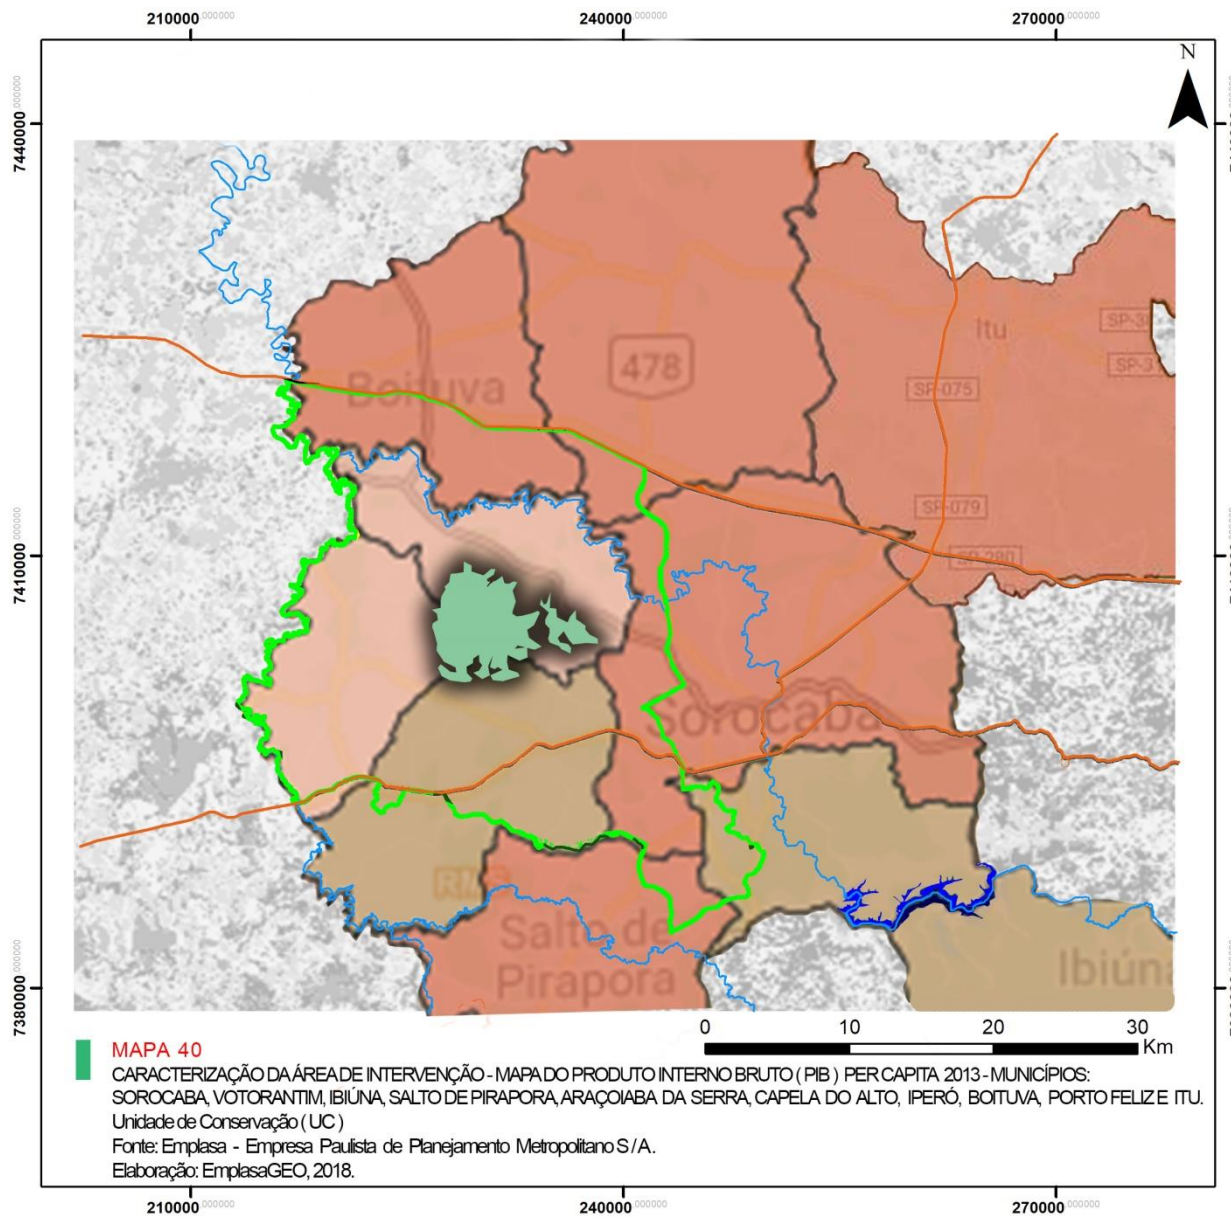 210000,000000 240000,000000 270000,000000
N
7440000,000000
478
Itu
SP-075
Boituva
SP-079
SP-280
7410000,000000
Sorocaba
Salto de
Pirapora
Ibiúna
7380000,000000
0 10 20 30
Km
MAPA 40
CARACTERIZAÇÃO DA ÁREA DE INTERVENÇÃO - MAPA DO PRODUTO INTERNO BRUTO ( PIB ) PER CAPITA 2013 - MUNICÍPIOS:
SOROCABA, VOTORANTIM, IBIÚNA, SALTO DE PIRAPORA, ARAÇOIABA DA SERRA, CAPELA DO ALTO, IPERÓ, BOITUVA, PORTO FELIZ E ITU.
Unidade de Conservação ( UC )
Fonte: Emplasa - Empresa Paulista de Planejamento Metropolitano S / A.
Elaboração: EmplasaGEO, 2018.
210000,000000 240000,000000 270000,000000